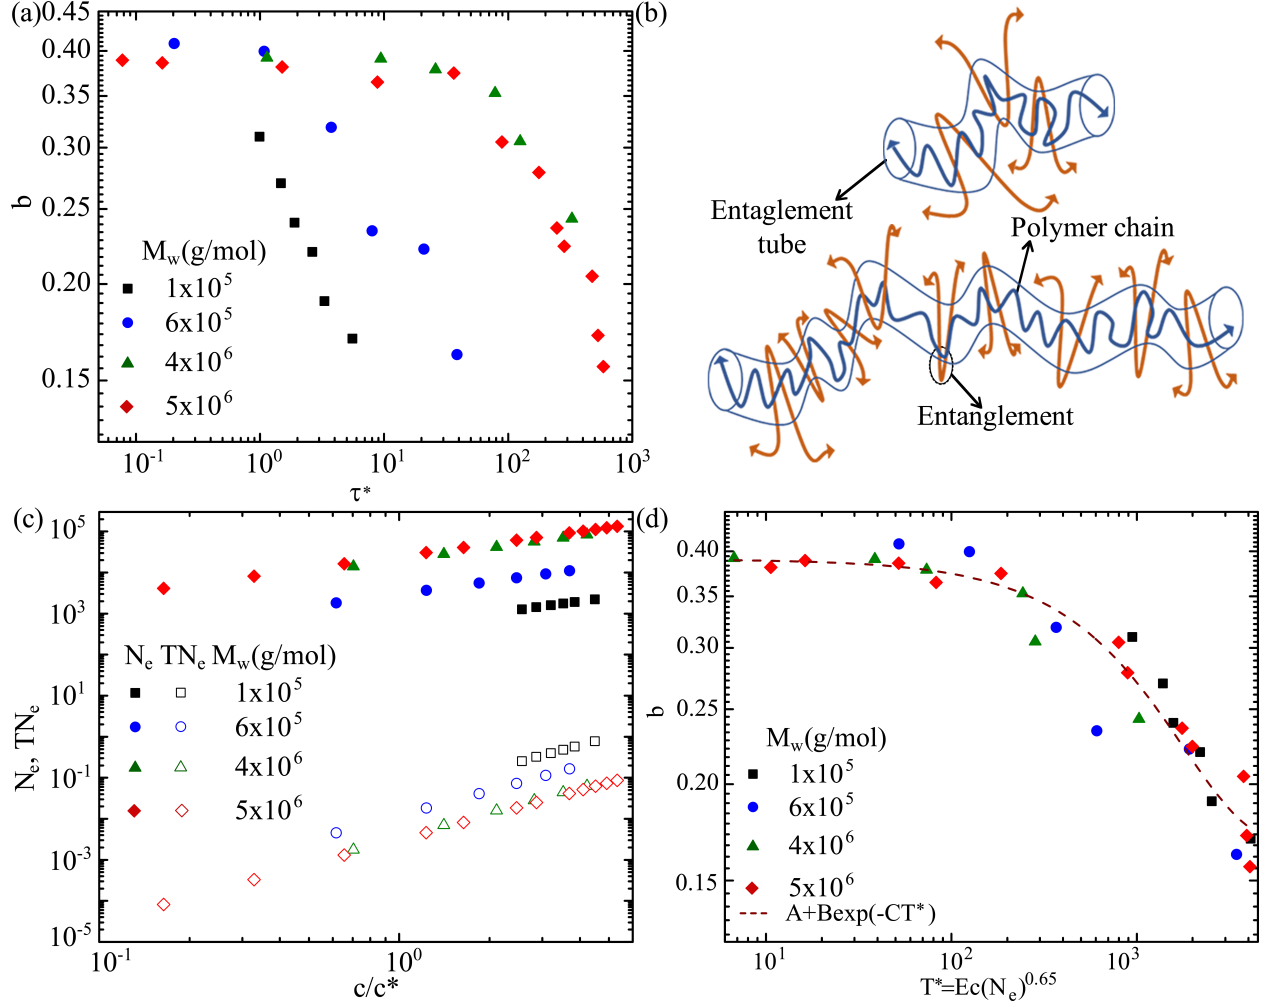 (a)
0.45
0.40
0.35
0.30
0.25
0.20
0.15
b
M_w(g/mol)
1x10^5
6x10^5
4x10^6
5x10^6
10^-1 10^0 10^1 10^2 10^3
τ*
(b)
Entaglement
tube
Polymer chain
Entanglement
(c)
10^5
10^3
10^1
10^-1
10^-3
10^-5
N_e, TN_e
N_e TN_e M_w(g/mol)
1x10^5
6x10^5
4x10^6
5x10^6
10^-1 10^0
c/c*
(d)
0.40
0.35
0.30
0.25
0.20
0.15
b
M_w(g/mol)
1x10^5
6x10^5
4x10^6
5x10^6
A+Bexp(-CT*)
10^1 10^2 10^3
T*=Ec(N_e)^0.65